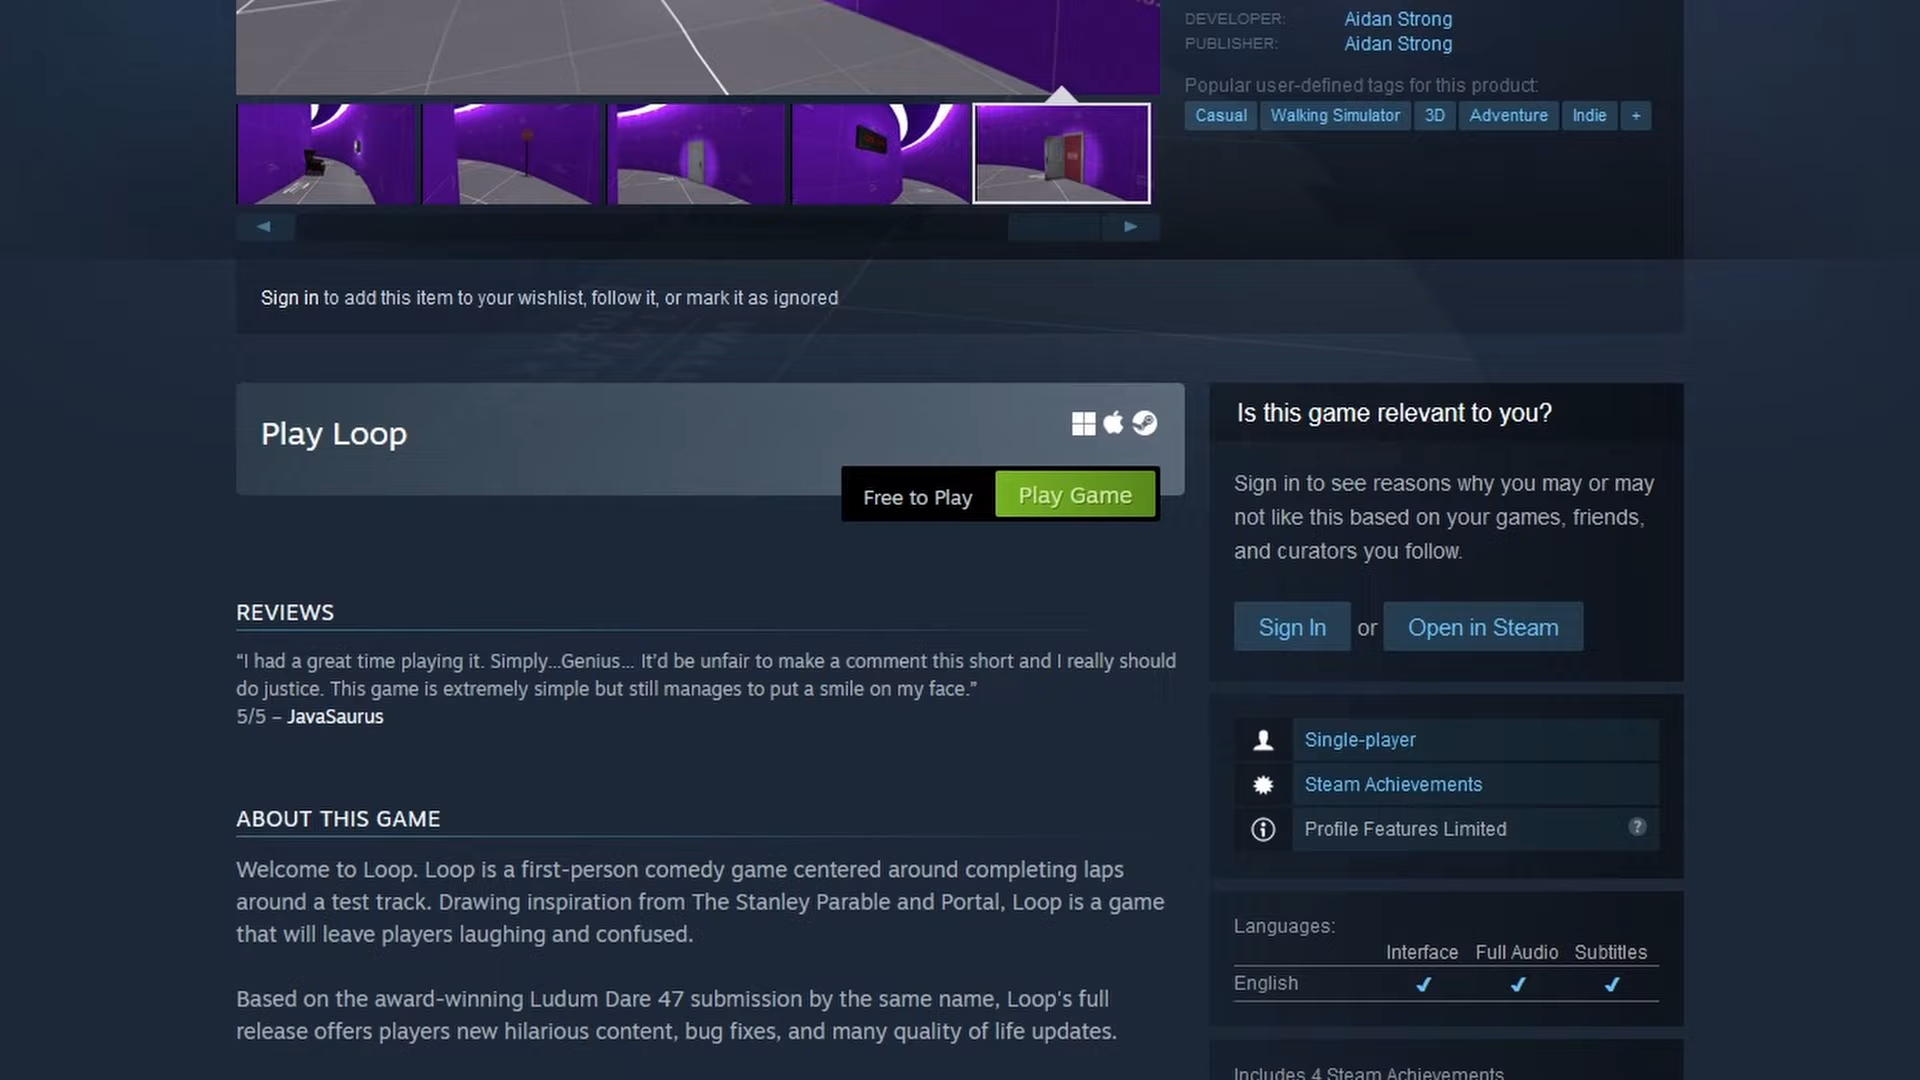 DEVELOPER: Aidan Strong
PUBLISHER: Aidan Strong
Popular user-defined tags for this product:
Casual Walking Simulator 3D Adventure Indie +
Sign in to add this item to your wishlist, follow it, or mark it as ignored
Play Loop
Free to Play Play Game
Is this game relevant to you?
Sign in to see reasons why you may or may
not like this based on your games, friends,
and curators you follow.
Sign In or Open in Steam
REVIEWS
“I had a great time playing it. Simply...Genius... It’d be unfair to make a comment this short and I really should
do justice. This game is extremely simple but still manages to put a smile on my face.”
5/5 – JavaSaurus
Single-player
Steam Achievements
Profile Features Limited ?
ABOUT THIS GAME
Welcome to Loop. Loop is a first-person comedy game centered around completing laps
around a test track. Drawing inspiration from The Stanley Parable and Portal, Loop is a game
that will leave players laughing and confused.
Based on the award-winning Ludum Dare 47 submission by the same name, Loop's full
release offers players new hilarious content, bug fixes, and many quality of life updates.
Languages:
Interface Full Audio Subtitles
English ✔ ✔ ✔
Includes 4 Steam Achievements